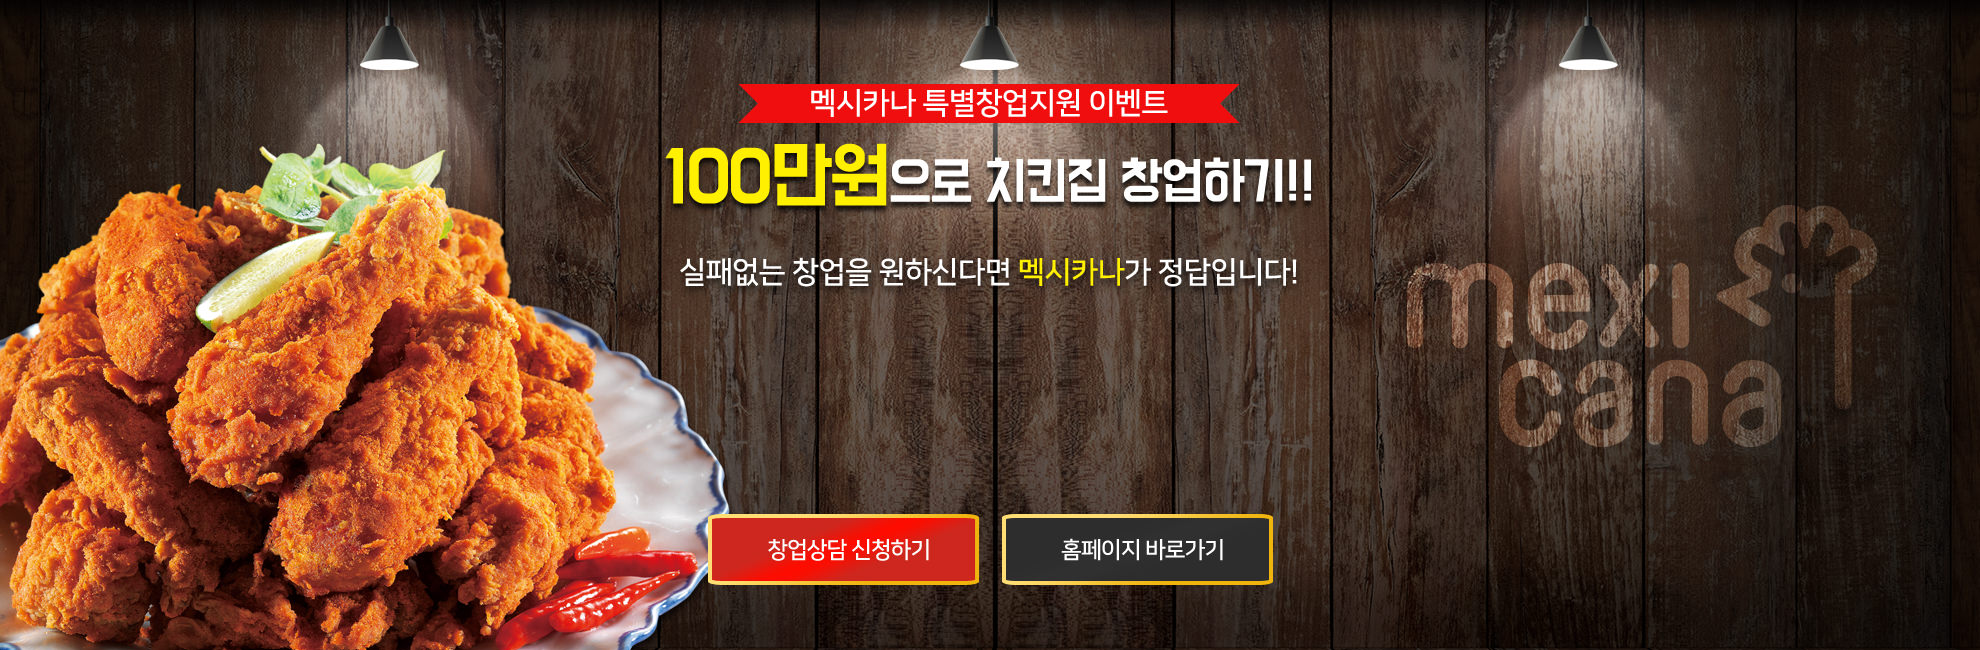 멕시카나 특별창업지원 이벤트
100만원으로 치킨집 창업하기!!
실패없는 창업을 원하신다면 멕시카나가 정답입니다!
mexi
cana
창업상담 신청하기
홈페이지 바로가기